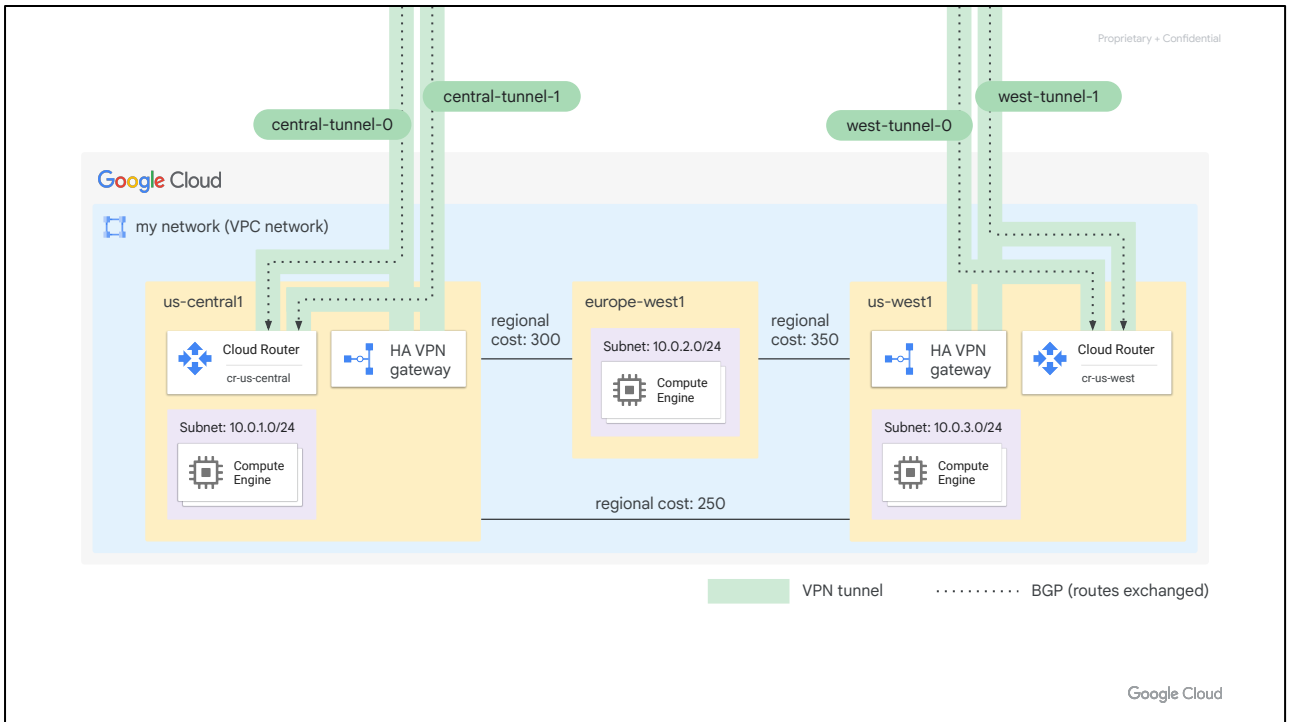 Proprietary + Confidential
central-tunnel-1
west-tunnel-1
central-tunnel-0
west-tunnel-0
Google Cloud
my network (VPC network)
us-central1
Cloud Router
cr-us-central
HA VPN
gateway
Subnet: 10.0.1.0/24
Compute
Engine
regional
cost: 300
europe-west1
Subnet: 10.0.2.0/24
Compute
Engine
regional
cost: 350
us-west1
HA VPN
gateway
Cloud Router
cr-us-west
Subnet: 10.0.3.0/24
Compute
Engine
regional cost: 250
VPN tunnel
BGP (routes exchanged)
Google Cloud